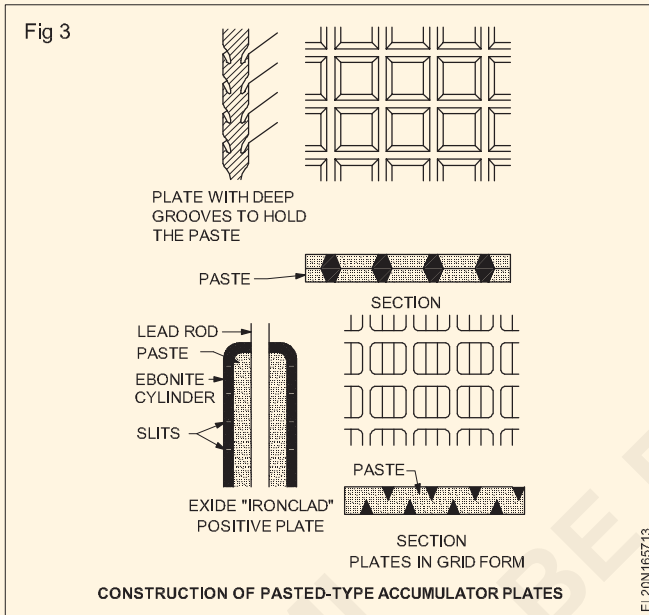 Fig 3
PLATE WITH DEEP
GROOVES TO HOLD
THE PASTE
PASTE
SECTION
LEAD ROD
PASTE
EBONITE
CYLINDER
SLITS
EXIDE "IRONCLAD"
POSITIVE PLATE
PASTE
SECTION
PLATES IN GRID FORM
CONSTRUCTION OF PASTED-TYPE ACCUMULATOR PLATES
EL20N165713